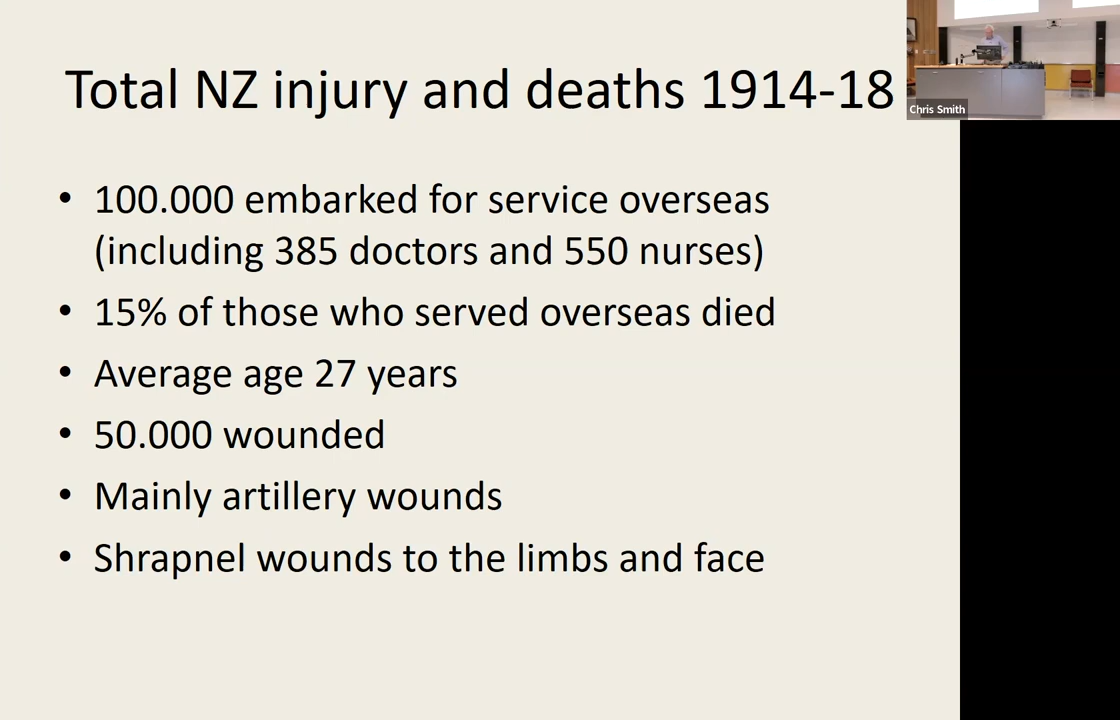 Total NZ injury and deaths 1914-18
Chris Smith
• 100.000 embarked for service overseas
(including 385 doctors and 550 nurses)
• 15% of those who served overseas died
• Average age 27 years
• 50.000 wounded
• Mainly artillery wounds
• Shrapnel wounds to the limbs and face